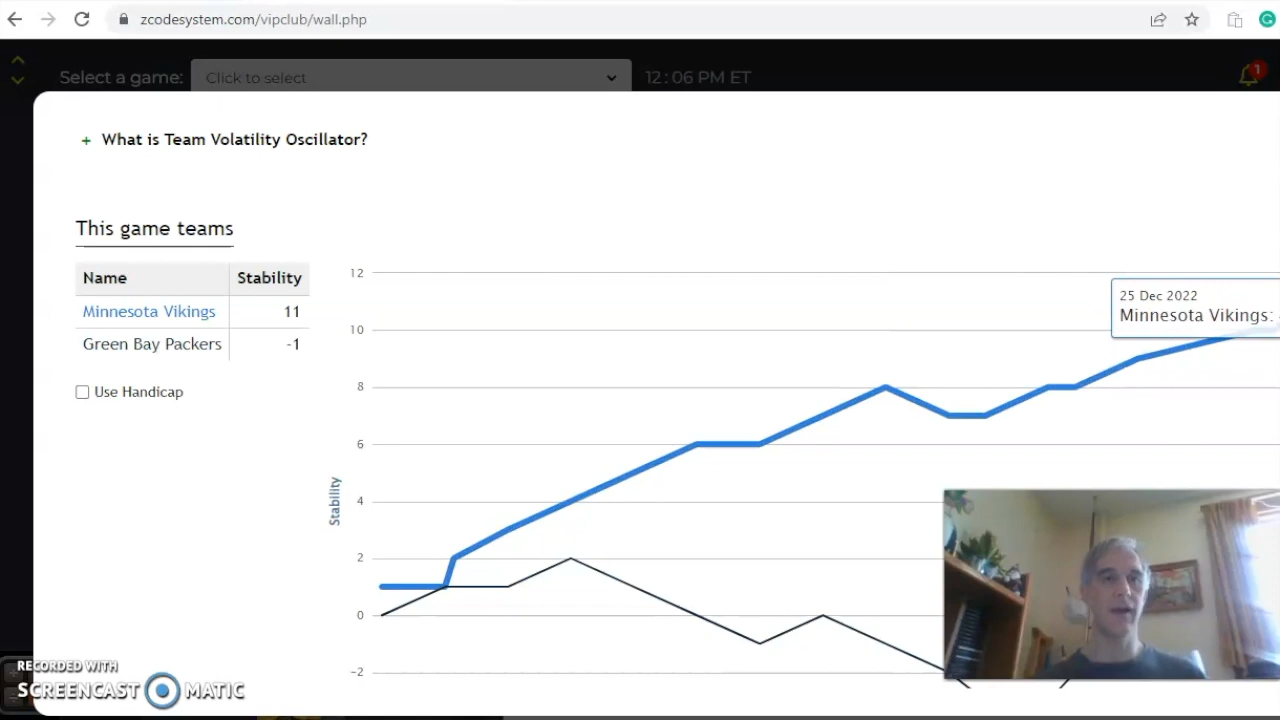 zcodesystem.com/vipclub/wall.php
Select a game: Click to select 12:06 PM ET
1
+ What is Team Volatility Oscillator?
This game teams
Name Stability
Minnesota Vikings 11
Green Bay Packers -1
Use Handicap
12
10
8
6
4
2
0
-2
Stability
25 Dec 2022
Minnesota Vikings:
RECORDED WITH
SCREENCAST MATIC